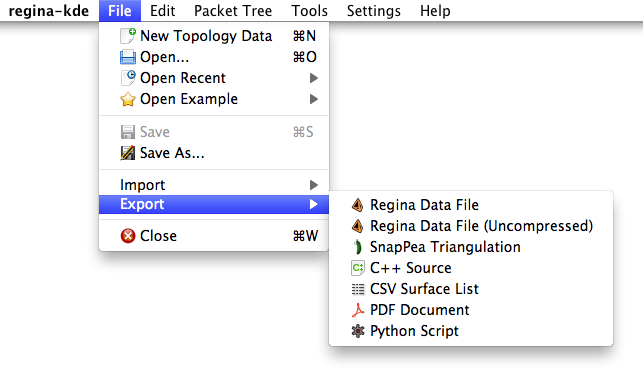 regina-kde File Edit Packet Tree Tools Settings Help
New Topology Data ⌘N
Open... ⌘O
Open Recent
Open Example
Save ⌘S
Save As...
Import
Export
Close ⌘W
Regina Data File
Regina Data File (Uncompressed)
SnapPea Triangulation
C++ Source
CSV Surface List
PDF Document
Python Script